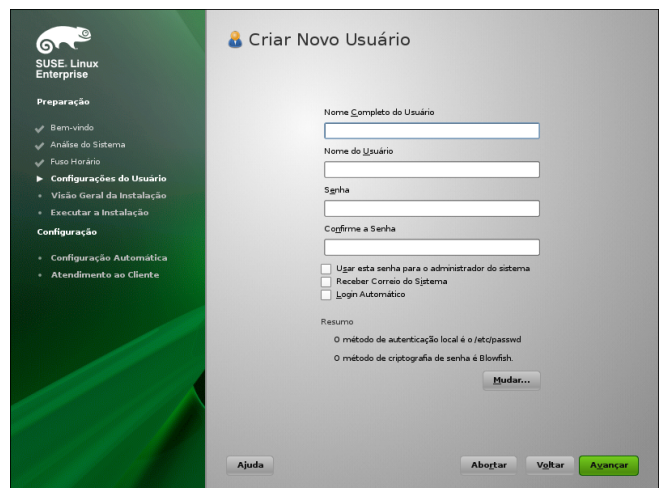 SUSE. Linux
Enterprise
Preparação
Bem-vindo
Análise do Sistema
Fuso Horário
Configurações do Usuário
Visão Geral da Instalação
Executar a Instalação
Configuração
Configuração Automática
Atendimento ao Cliente
Criar Novo Usuário
Nome Completo do Usuário
Nome do Usuário
Senha
Confirme a Senha
Usar esta senha para o administrador do sistema
Receber Correio do Sistema
Login Automático
Resumo
O método de autenticação local é o /etc/passwd
O método de criptografia de senha é Blowfish.
Mudar...
Ajuda
Abortar
Voltar
Avançar